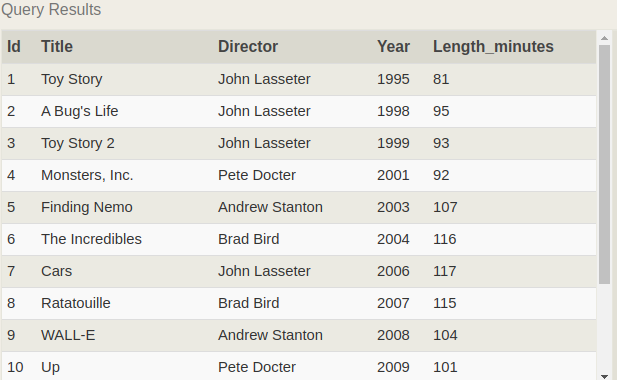 Query Results
Id Title Director Year Length_minutes
1 Toy Story John Lasseter 1995 81
2 A Bug's Life John Lasseter 1998 95
3 Toy Story 2 John Lasseter 1999 93
4 Monsters, Inc. Pete Docter 2001 92
5 Finding Nemo Andrew Stanton 2003 107
6 The Incredibles Brad Bird 2004 116
7 Cars John Lasseter 2006 117
8 Ratatouille Brad Bird 2007 115
9 WALL-E Andrew Stanton 2008 104
10 Up Pete Docter 2009 101